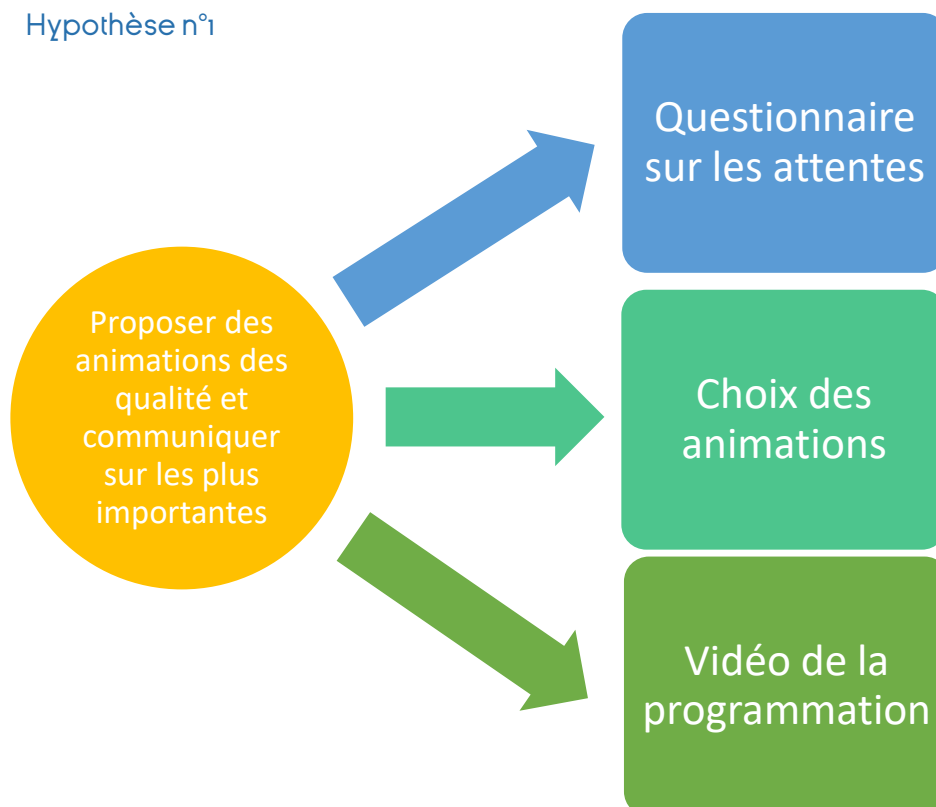 Hypothèse n°1
Proposer des
animations des
qualité et
communiquer
sur les plus
importantes
Questionnaire
sur les attentes
Choix des
animations
Vidéo de la
programmation